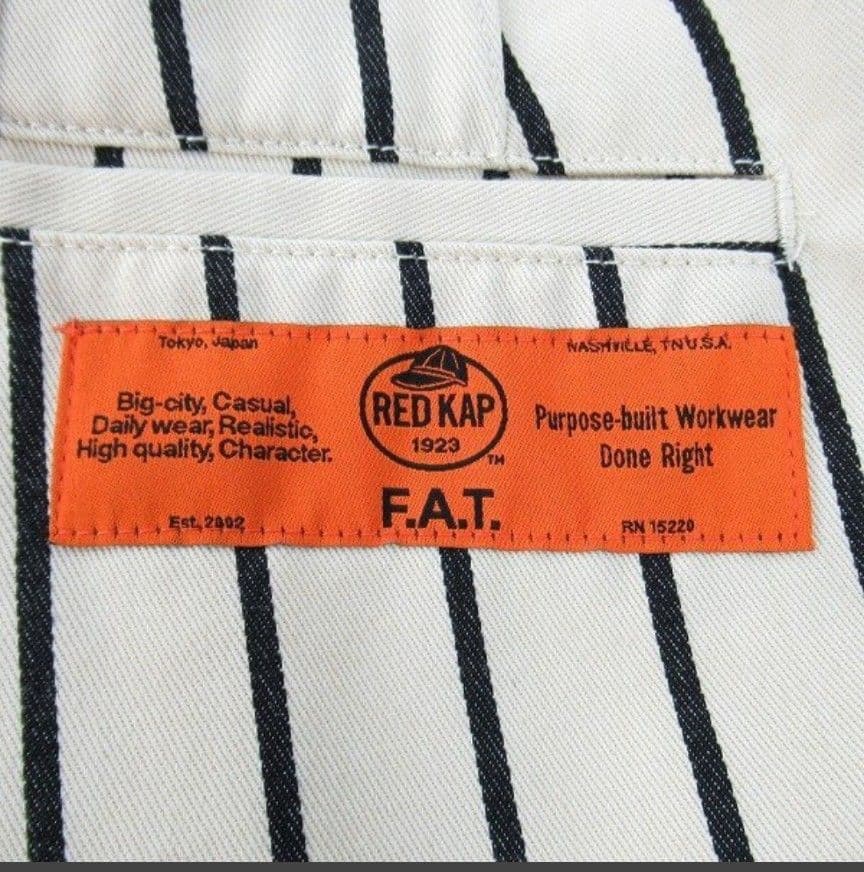 Tokyo, Japan
Big-city, Casual,
Daily wear, Realistic,
High quality, Character.
Est. 2002
RED KAP
1923
TM
F.A.T.
NASHVILLE, TN U.S.A.
Purpose-built Workwear
Done Right
RN 15220